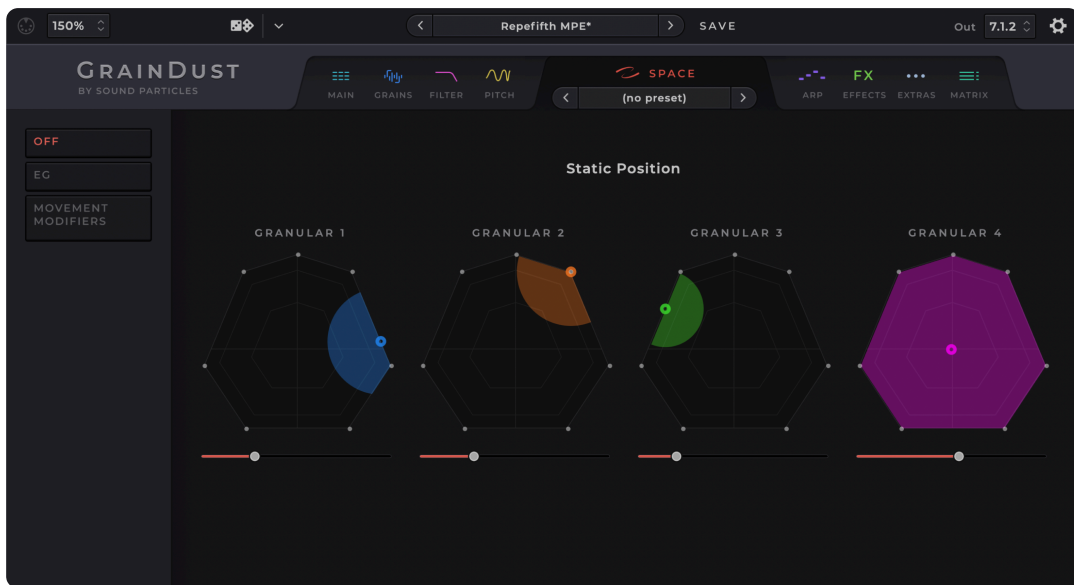 150%
Repefifth MPE*
SAVE
Out 7.1.2
GRAINDUST
BY SOUND PARTICLES
MAIN
GRAINS
FILTER
PITCH
SPACE
(no preset)
ARP
FX
EFFECTS
EXTRAS
MATRIX
OFF
EG
MOVEMENT
MODIFIERS
Static Position
GRANULAR 1
GRANULAR 2
GRANULAR 3
GRANULAR 4